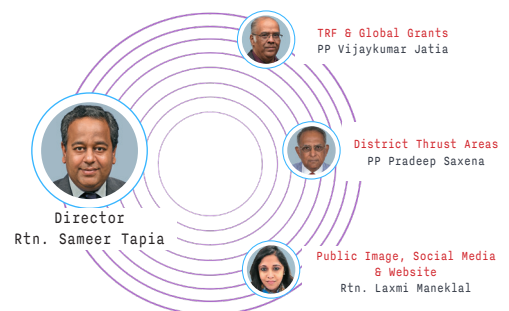 TRF & Global Grants
PP Vijaykumar Jatia
District Thrust Areas
PP Pradeep Saxena
Director
Rtn. Sameer Tapia
Public Image, Social Media
& Website
Rtn. Laxmi Maneklal